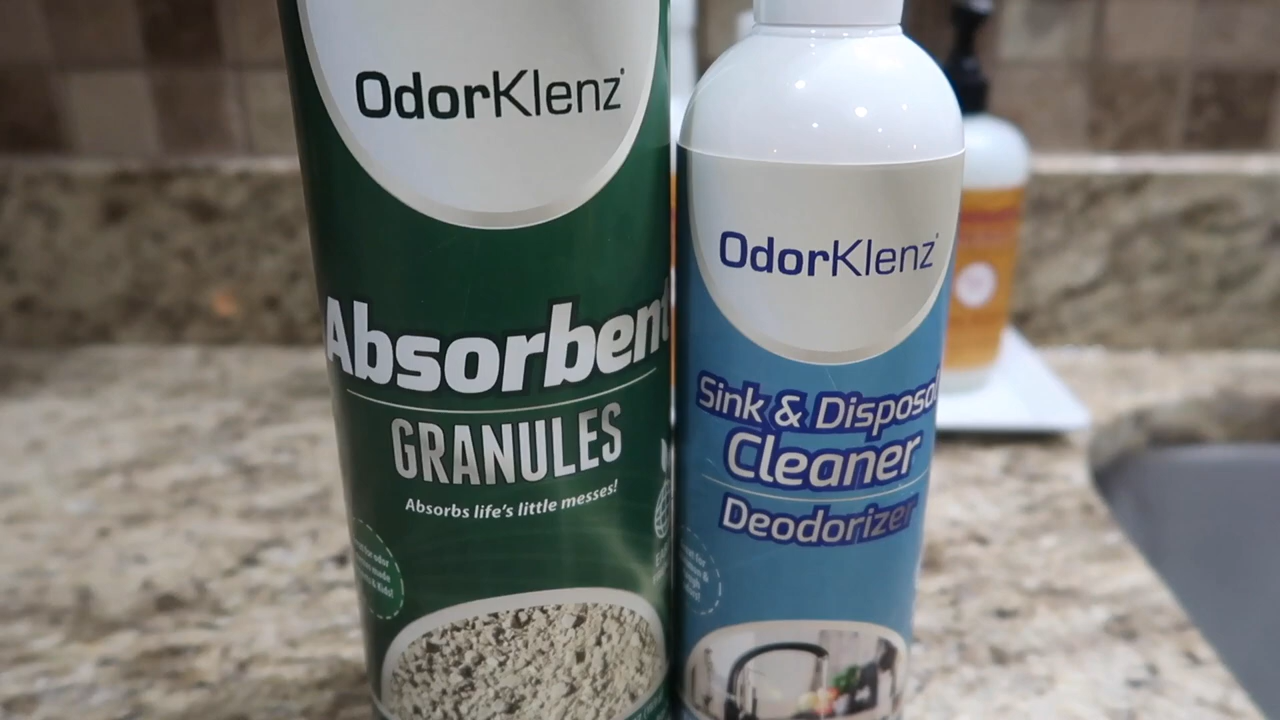 OdorKlenz
Absorbent
GRANULES
Absorbs life's little messes!
OdorKlenz
Sink & Disposal
Cleaner
Deodorizer